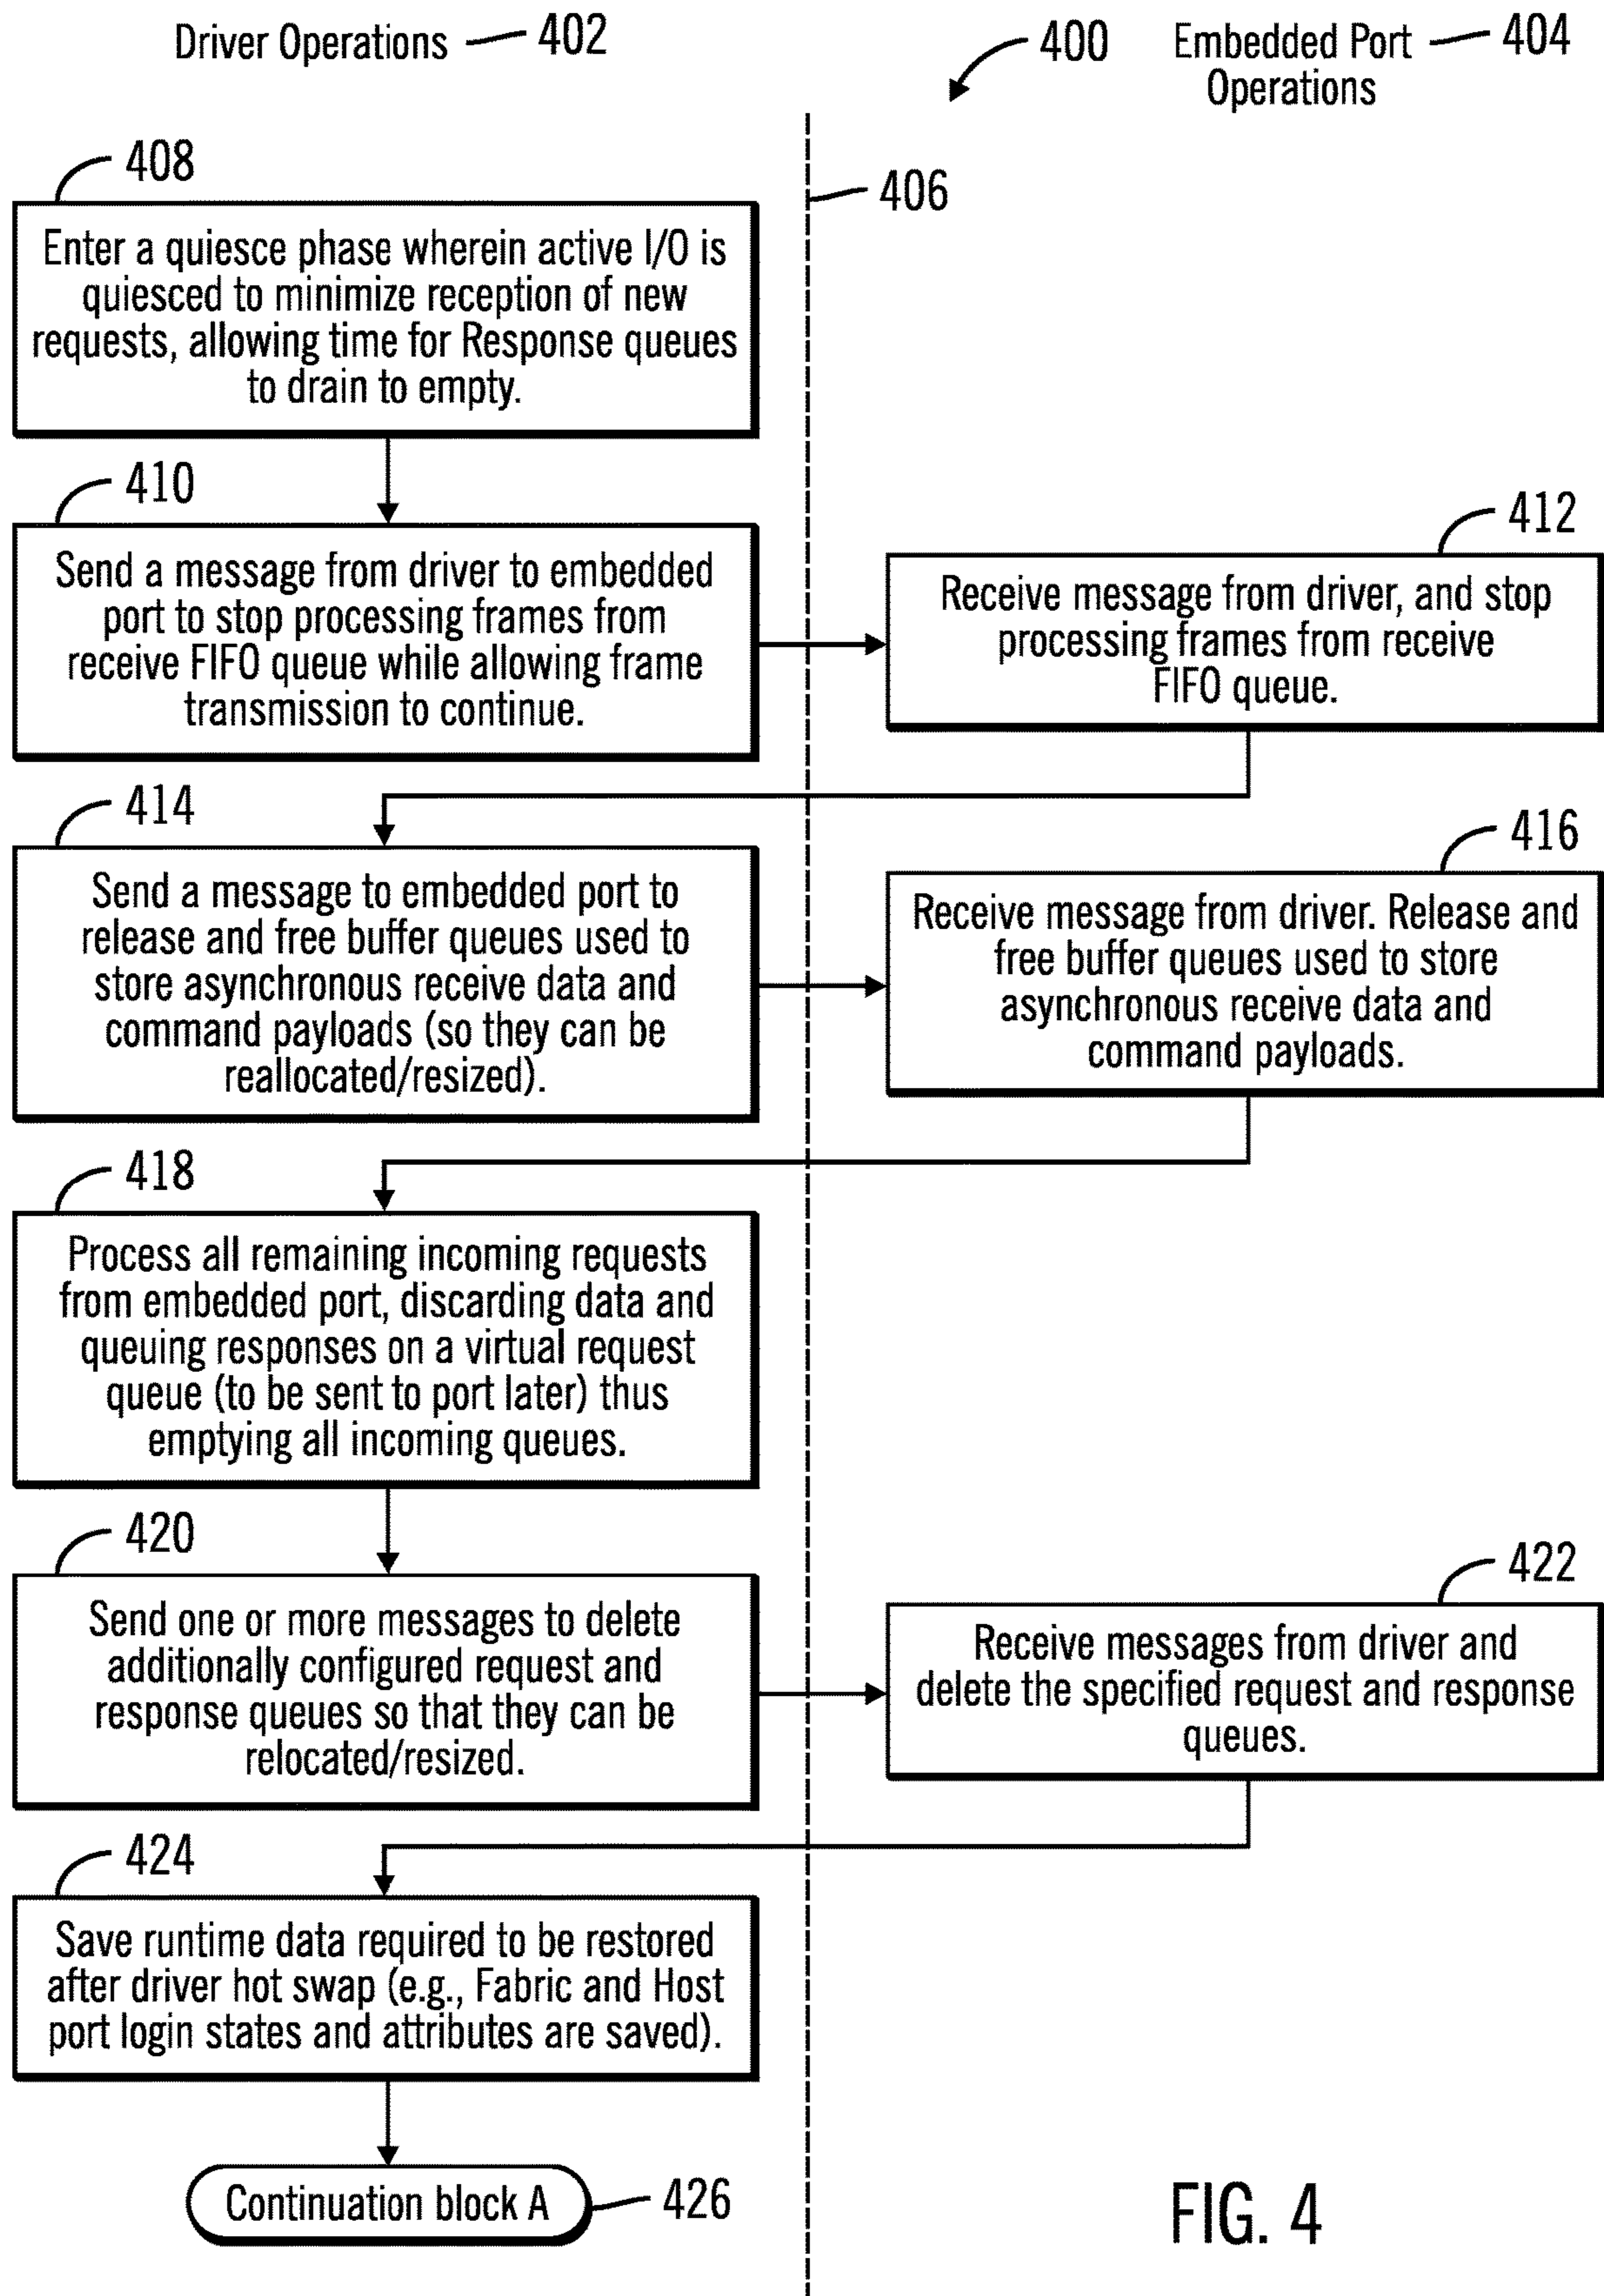 Driver Operations 402
400
Embedded Port 404
Operations
406
408
Enter a quiesce phase wherein active I/O is
quiesced to minimize reception of new
requests, allowing time for Response queues
to drain to empty.
410
Send a message from driver to embedded
port to stop processing frames from
receive FIFO queue while allowing frame
transmission to continue.
412
Receive message from driver, and stop
processing frames from receive
FIFO queue.
414
Send a message to embedded port to
release and free buffer queues used to
store asynchronous receive data and
command payloads (so they can be
reallocated/resized).
416
Receive message from driver. Release and
free buffer queues used to store
asynchronous receive data and
command payloads.
418
Process all remaining incoming requests
from embedded port, discarding data and
queuing responses on a virtual request
queue (to be sent to port later) thus
emptying all incoming queues.
420
Send one or more messages to delete
additionally configured request and
response queues so that they can be
relocated/resized.
422
Receive messages from driver and
delete the specified request and response
queues.
424
Save runtime data required to be restored
after driver hot swap (e.g., Fabric and Host
port login states and attributes are saved).
Continuation block A
426
FIG. 4